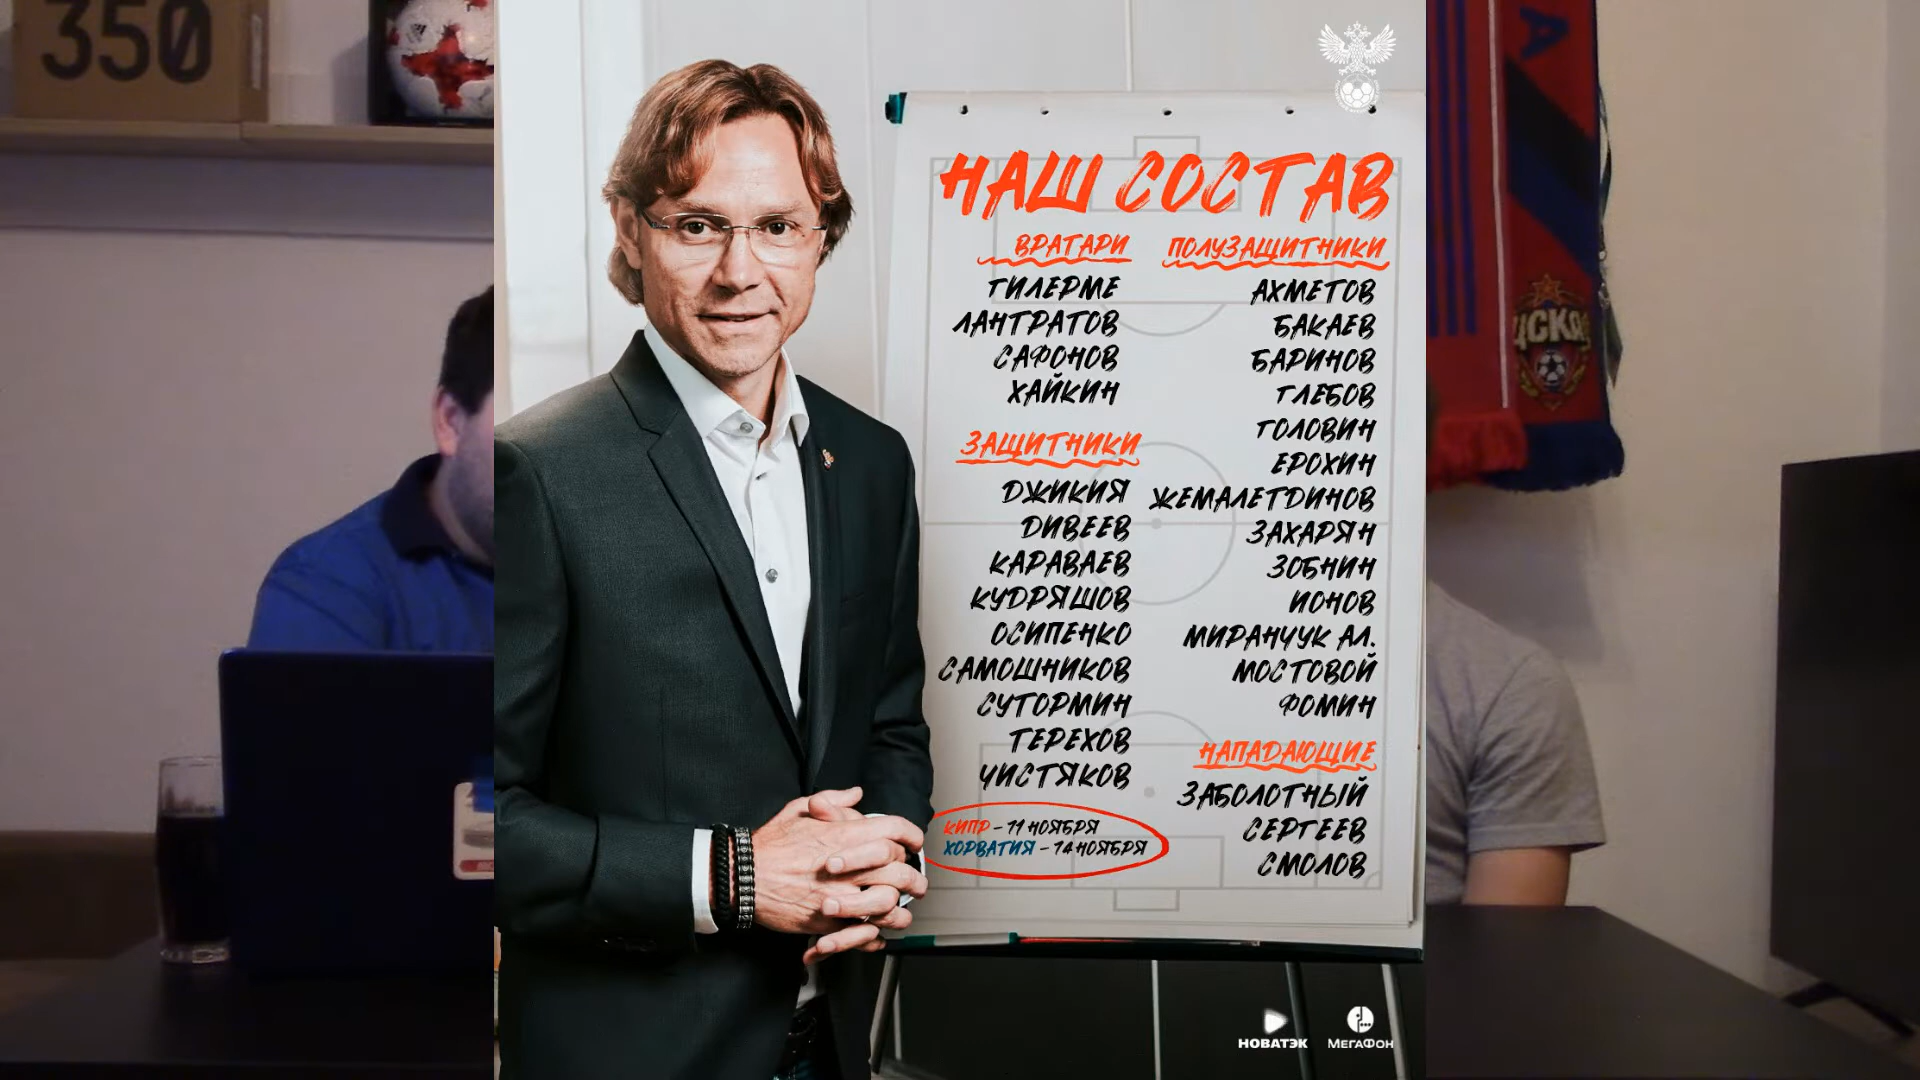 350
НАШ СОСТАВ
ВРАТАРИ
ГИЛЕРМЕ
ЛАНТРАТОВ
САФОНОВ
ХАЙКИН
ЗАЩИТНИКИ
ДЖИКИЯ
ДИВЕЕВ
КАРАВАЕВ
КУДРЯШОВ
ОСИПЕНКО
САМОШНИКОВ
СУТОРМИН
ТЕРЕХОВ
ЧИСТЯКОВ
КИПР – 11 НОЯБРЯ
ХОРВАТИЯ – 14 НОЯБРЯ
ПОЛУЗАЩИТНИКИ
АХМЕТОВ
БАКАЕВ
БАРИНОВ
ГЛЕБОВ
ГОЛОВИН
ЕРОХИН
ЖЕМАЛЕТДИНОВ
ЗАХАРЯН
ЗОБНИН
ИОНОВ
МИРАНЧУК АЛ.
МОСТОВОЙ
ФОМИН
НАПАДАЮЩИЕ
ЗАБОЛОТНЫЙ
СЕРГЕЕВ
СМОЛОВ
НОВАТЭК
МЕГАФОН
ЦСКА